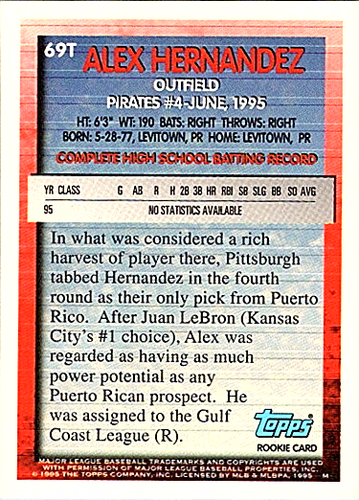 69T
ALEX HERNANDEZ
OUTFIELD
PIRATES #4-JUNE, 1995
HT: 6'3" WT: 190 BATS: RIGHT THROWS: RIGHT
BORN: 5-28-77, LEVITOWN, PR HOME: LEVITOWN, PR
COMPLETE HIGH SCHOOL BATTING RECORD
YR CLASS G AB R H 2B 3B HR RBI SB SLG BB SO AVG
95 NO STATISTICS AVAILABLE
In what was considered a rich
harvest of player there, Pittsburgh
tabbed Hernandez in the fourth
round as their only pick from Puerto
Rico. After Juan LeBron (Kansas
City's #1 choice), Alex was
regarded as having as much
power potential as any
Puerto Rican prospect. He
was assigned to the Gulf
Coast League (R).
Topps
ROOKIE CARD
MAJOR LEAGUE BASEBALL TRADEMARKS AND COPYRIGHTS ARE USED
WITH PERMISSION OF MAJOR LEAGUE BASEBALL PROPERTIES, INC.
© 1995 THE TOPPS COMPANY, INC. LICENSED BY MLB & MLBPA, 1995 M